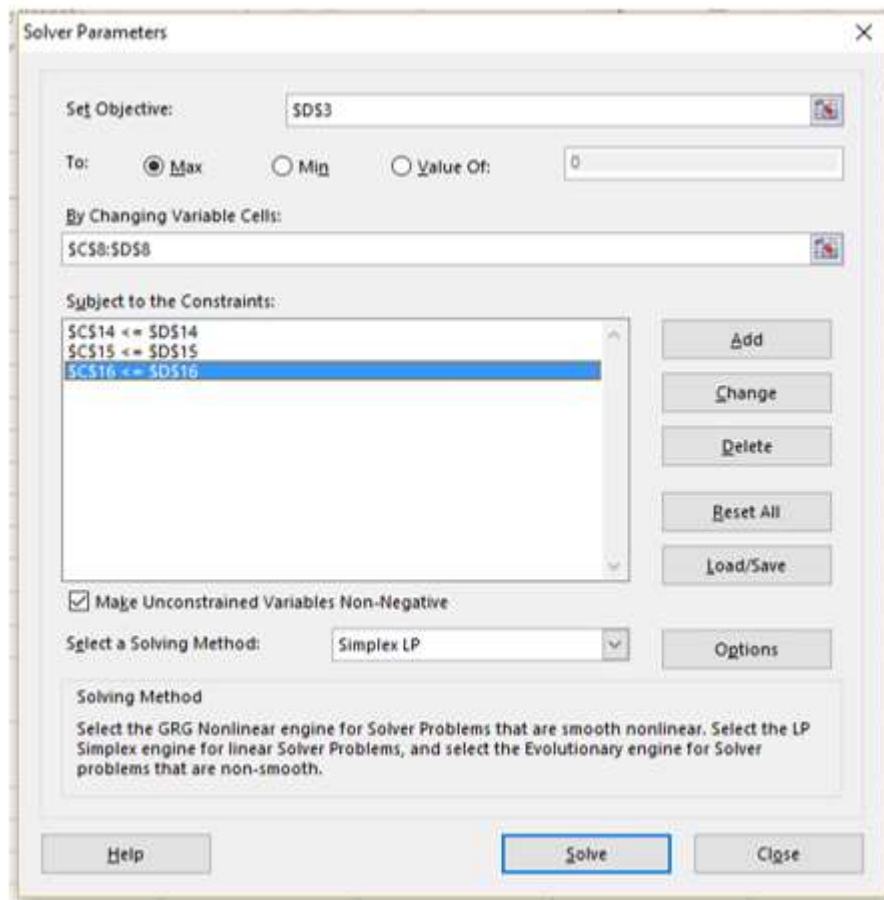 Solver Parameters
Set Objective: $D$3
To: Max Min Value Of: 0
By Changing Variable Cells:
$C$8:$D$8
Subject to the Constraints:
$C$14 <= $D$14
$C$15 <= $D$15
$C$16 <= $D$16
Add
Change
Delete
Reset All
Load/Save
Make Unconstrained Variables Non-Negative
Select a Solving Method: Simplex LP Options
Solving Method
Select the GRG Nonlinear engine for Solver Problems that are smooth nonlinear. Select the LP
Simplex engine for linear Solver Problems, and select the Evolutionary engine for Solver
problems that are non-smooth.
Help Solve Close